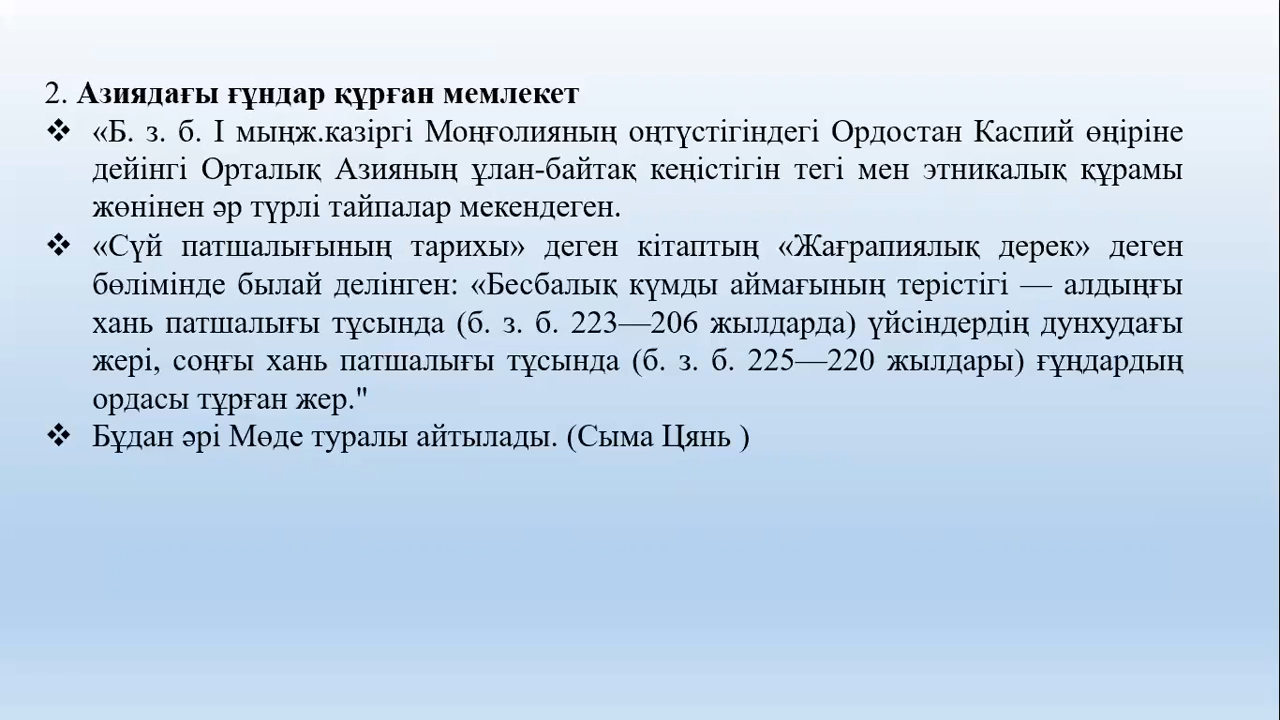 2. Азиядағы ғұндар құрған мемлекет
❖ «Б. з. б. I мыңж.казіргі Моңғолияның оңтүстігіндегі Ордостан Каспий өңіріне
дейінгі Орталық Азияның ұлан-байтақ кеңістігін тегі мен этникалық құрамы
жөнінен әр түрлі тайпалар мекендеген.
❖ «Сүй патшалығының тарихы» деген кітаптың «Жағрапиялық дерек» деген
бөлімінде былай делінген: «Бесбалық күмды аймағының терістігі — алдыңғы
хань патшалығы тұсында (б. з. б. 223—206 жылдарда) үйсіндердің дунхудағы
жері, соңғы хань патшалығы тұсында (б. з. б. 225—220 жылдары) ғұңдардың
ордасы тұрған жер."
❖ Бұдан әрі Мөде туралы айтылады. (Сыма Цянь )